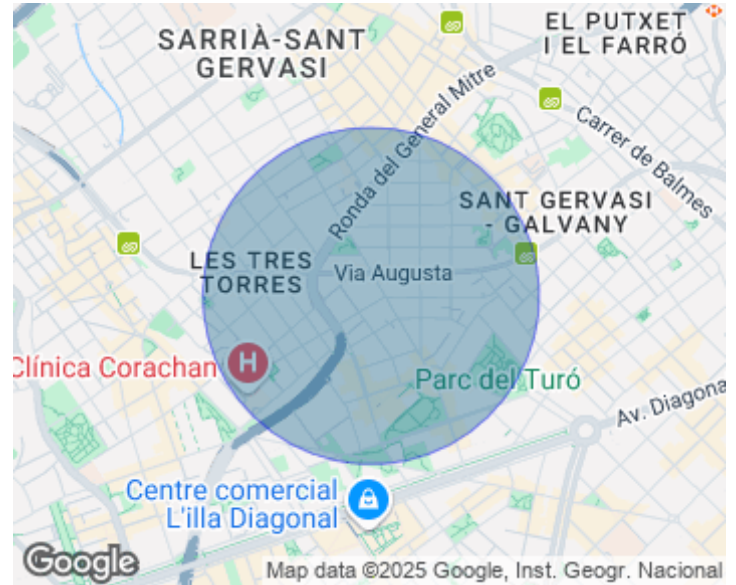 EL PUTXET
I EL FARRÓ
SARRIÀ-SANT
GERVASI
Ronda del General Mitre
Carrer de Balmes
SANT GERVASI
- GALVANY
LES TRES
TORRES
Via Augusta
Clínica Corachan
H
Parc del Turó
Av. Diagona
Centre comercial
L'illa Diagonal
Google
Map data ©2025 Google, Inst. Geogr. Nacional